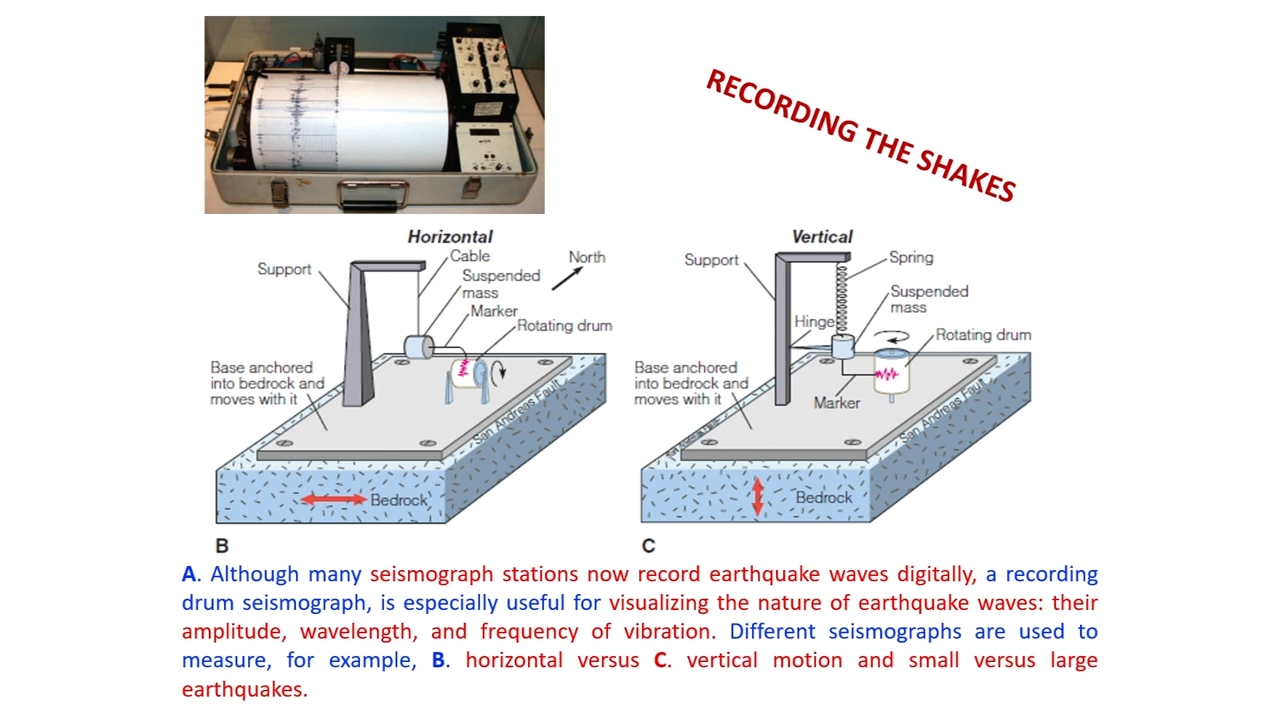 RECORDING THE SHAKES
Horizontal
Cable
North
Support
Suspended
mass
Marker
Rotating drum
Base anchored
into bedrock and
moves with it
San Andreas Fault
Bedrock
B
Vertical
Support
Spring
Suspended
mass
Hinge
Rotating drum
Base anchored
into bedrock and
moves with it
Marker
San Andreas Fault
Bedrock
C
A. Although many seismograph stations now record earthquake waves digitally, a recording
drum seismograph, is especially useful for visualizing the nature of earthquake waves: their
amplitude, wavelength, and frequency of vibration. Different seismographs are used to
measure, for example, B. horizontal versus C. vertical motion and small versus large
earthquakes.